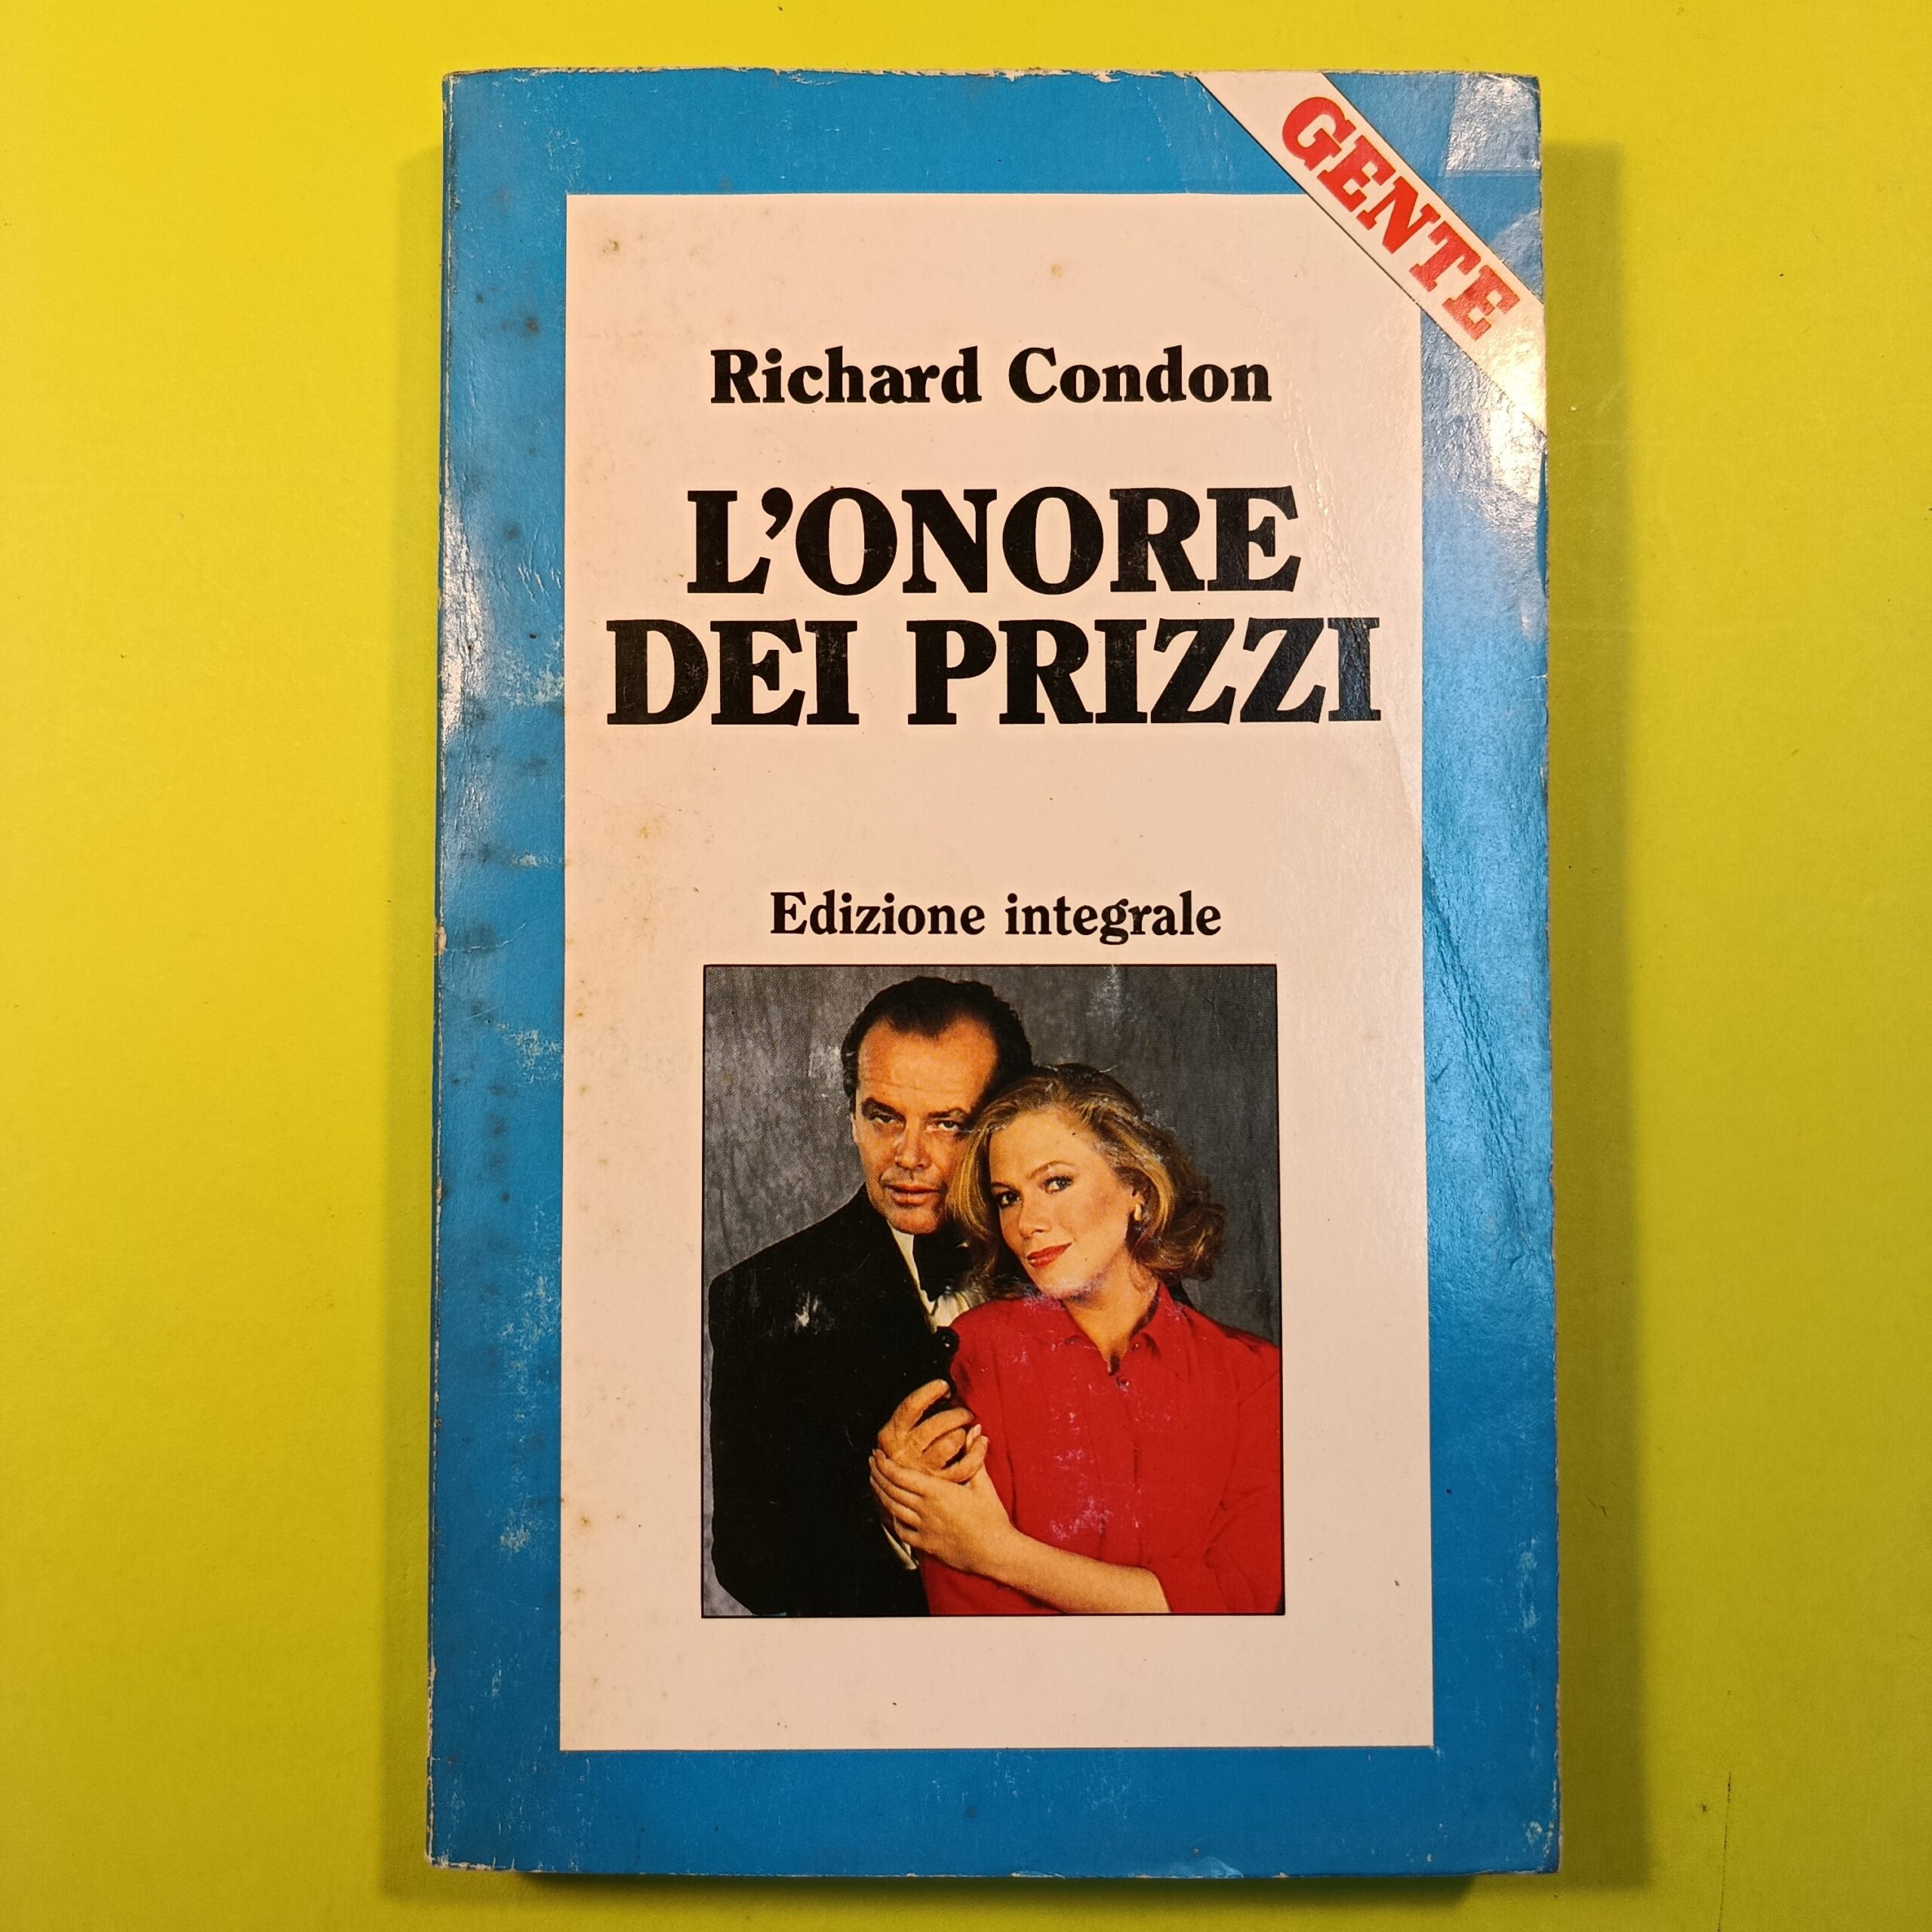 GENTE
Richard Condon
L'ONORE
DEI PRIZZI
Edizione integrale